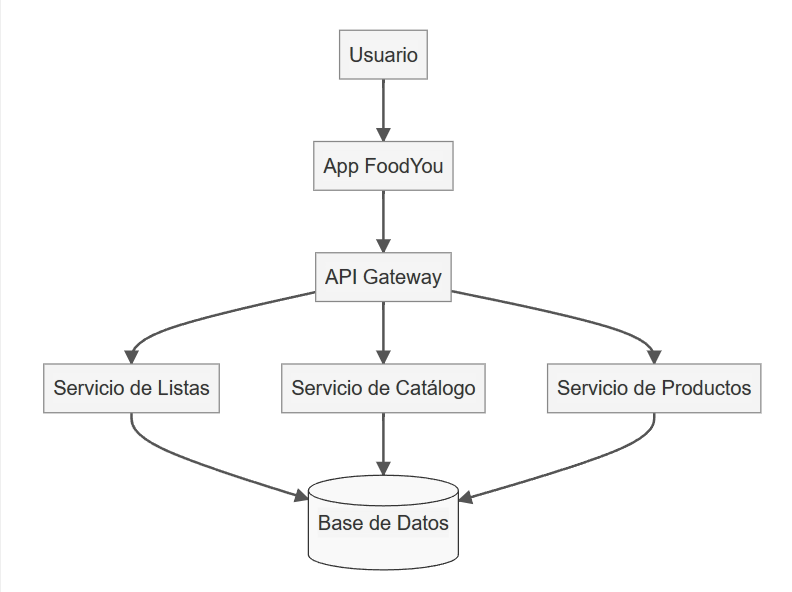 Usuario
App FoodYou
API Gateway
Servicio de Listas
Servicio de Catálogo
Servicio de Productos
Base de Datos